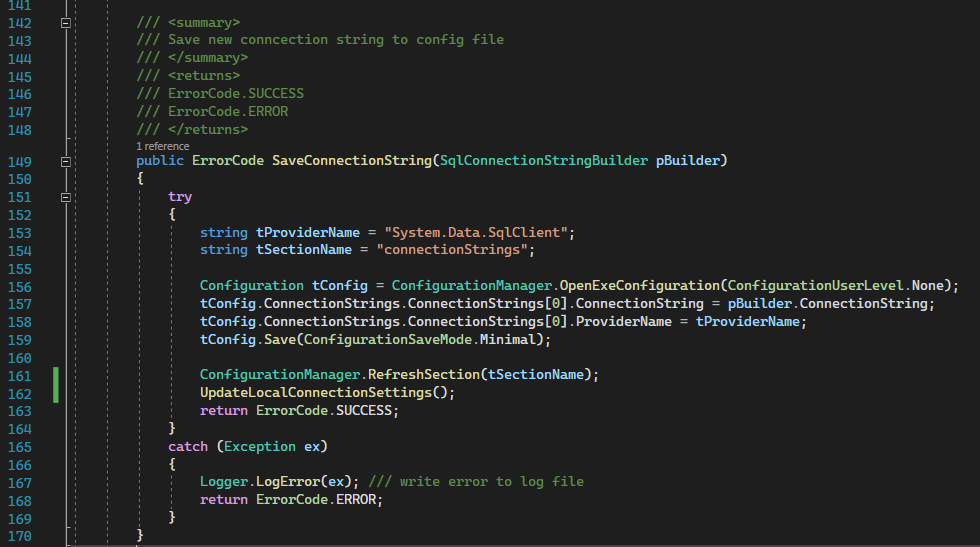 141
142 /// <summary>
143 /// Save new conncection string to config file
144 /// </summary>
145 /// <returns>
146 /// ErrorCode.SUCCESS
147 /// ErrorCode.ERROR
148 /// </returns>
1 reference
149 public ErrorCode SaveConnectionString(SqlConnectionStringBuilder pBuilder)
150 {
151 try
152 {
153 string tProviderName = "System.Data.SqlClient";
154 string tSectionName = "connectionStrings";
155
156 Configuration tConfig = ConfigurationManager.OpenExeConfiguration(ConfigurationUserLevel.None);
157 tConfig.ConnectionStrings.ConnectionStrings[0].ConnectionString = pBuilder.ConnectionString;
158 tConfig.ConnectionStrings.ConnectionStrings[0].ProviderName = tProviderName;
159 tConfig.Save(ConfigurationSaveMode.Minimal);
160
161 ConfigurationManager.RefreshSection(tSectionName);
162 UpdateLocalConnectionSettings();
163 return ErrorCode.SUCCESS;
164 }
165 catch (Exception ex)
166 {
167 Logger.LogError(ex); /// write error to log file
168 return ErrorCode.ERROR;
169 }
170 }